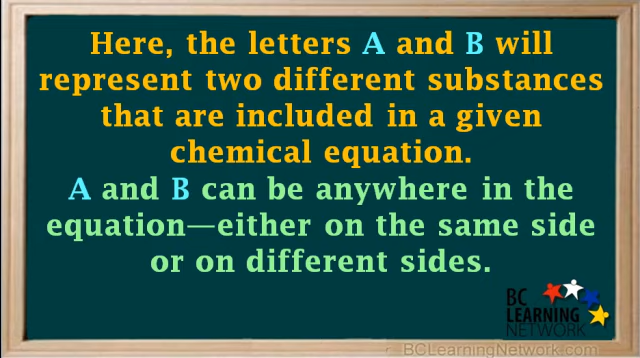 Here, the letters A and B will
represent two different substances
that are included in a given
chemical equation.
A and B can be anywhere in the
equation—either on the same side
or on different sides.
BC
LEARNING
NETWORK
BCLearningNetwork.com